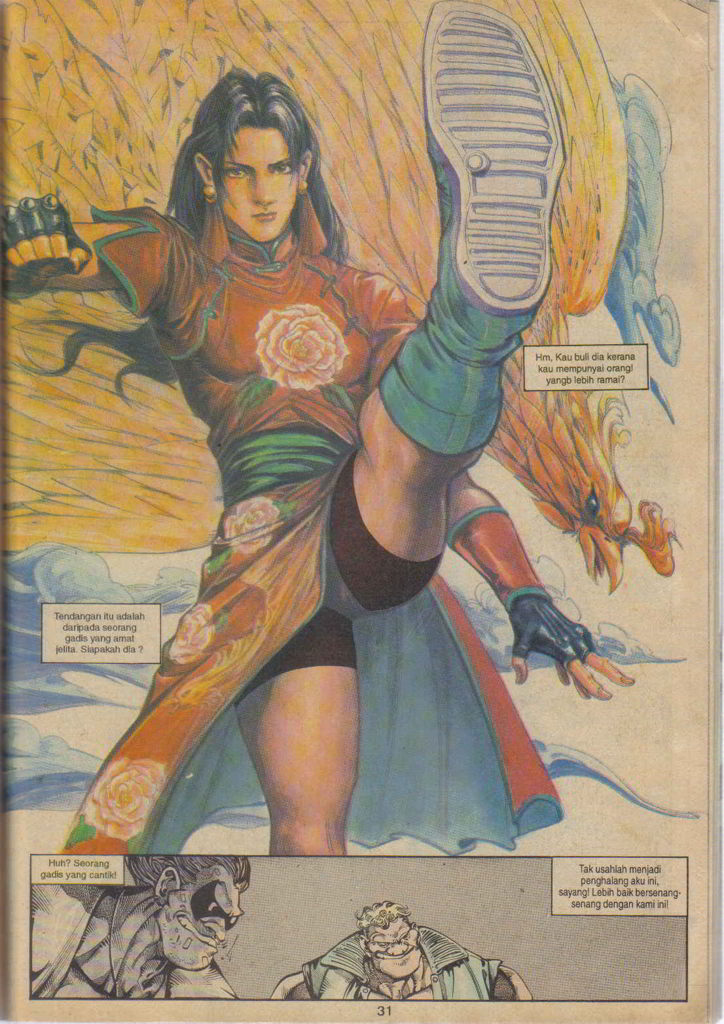 Hm, Kau buli dia kerana
kau mempunyai orang!
yangb lebih ramai?
Tendangan itu adalah
daripada seorang
gadis yang amat
jelita. Siapakah dla ?
Huh? Seorang
gadis yang cantik!
Tak usahlah menjadi
penghalang aku ini,
sayang! Lebih baik bersenang-
senang dengan kami ini!
31